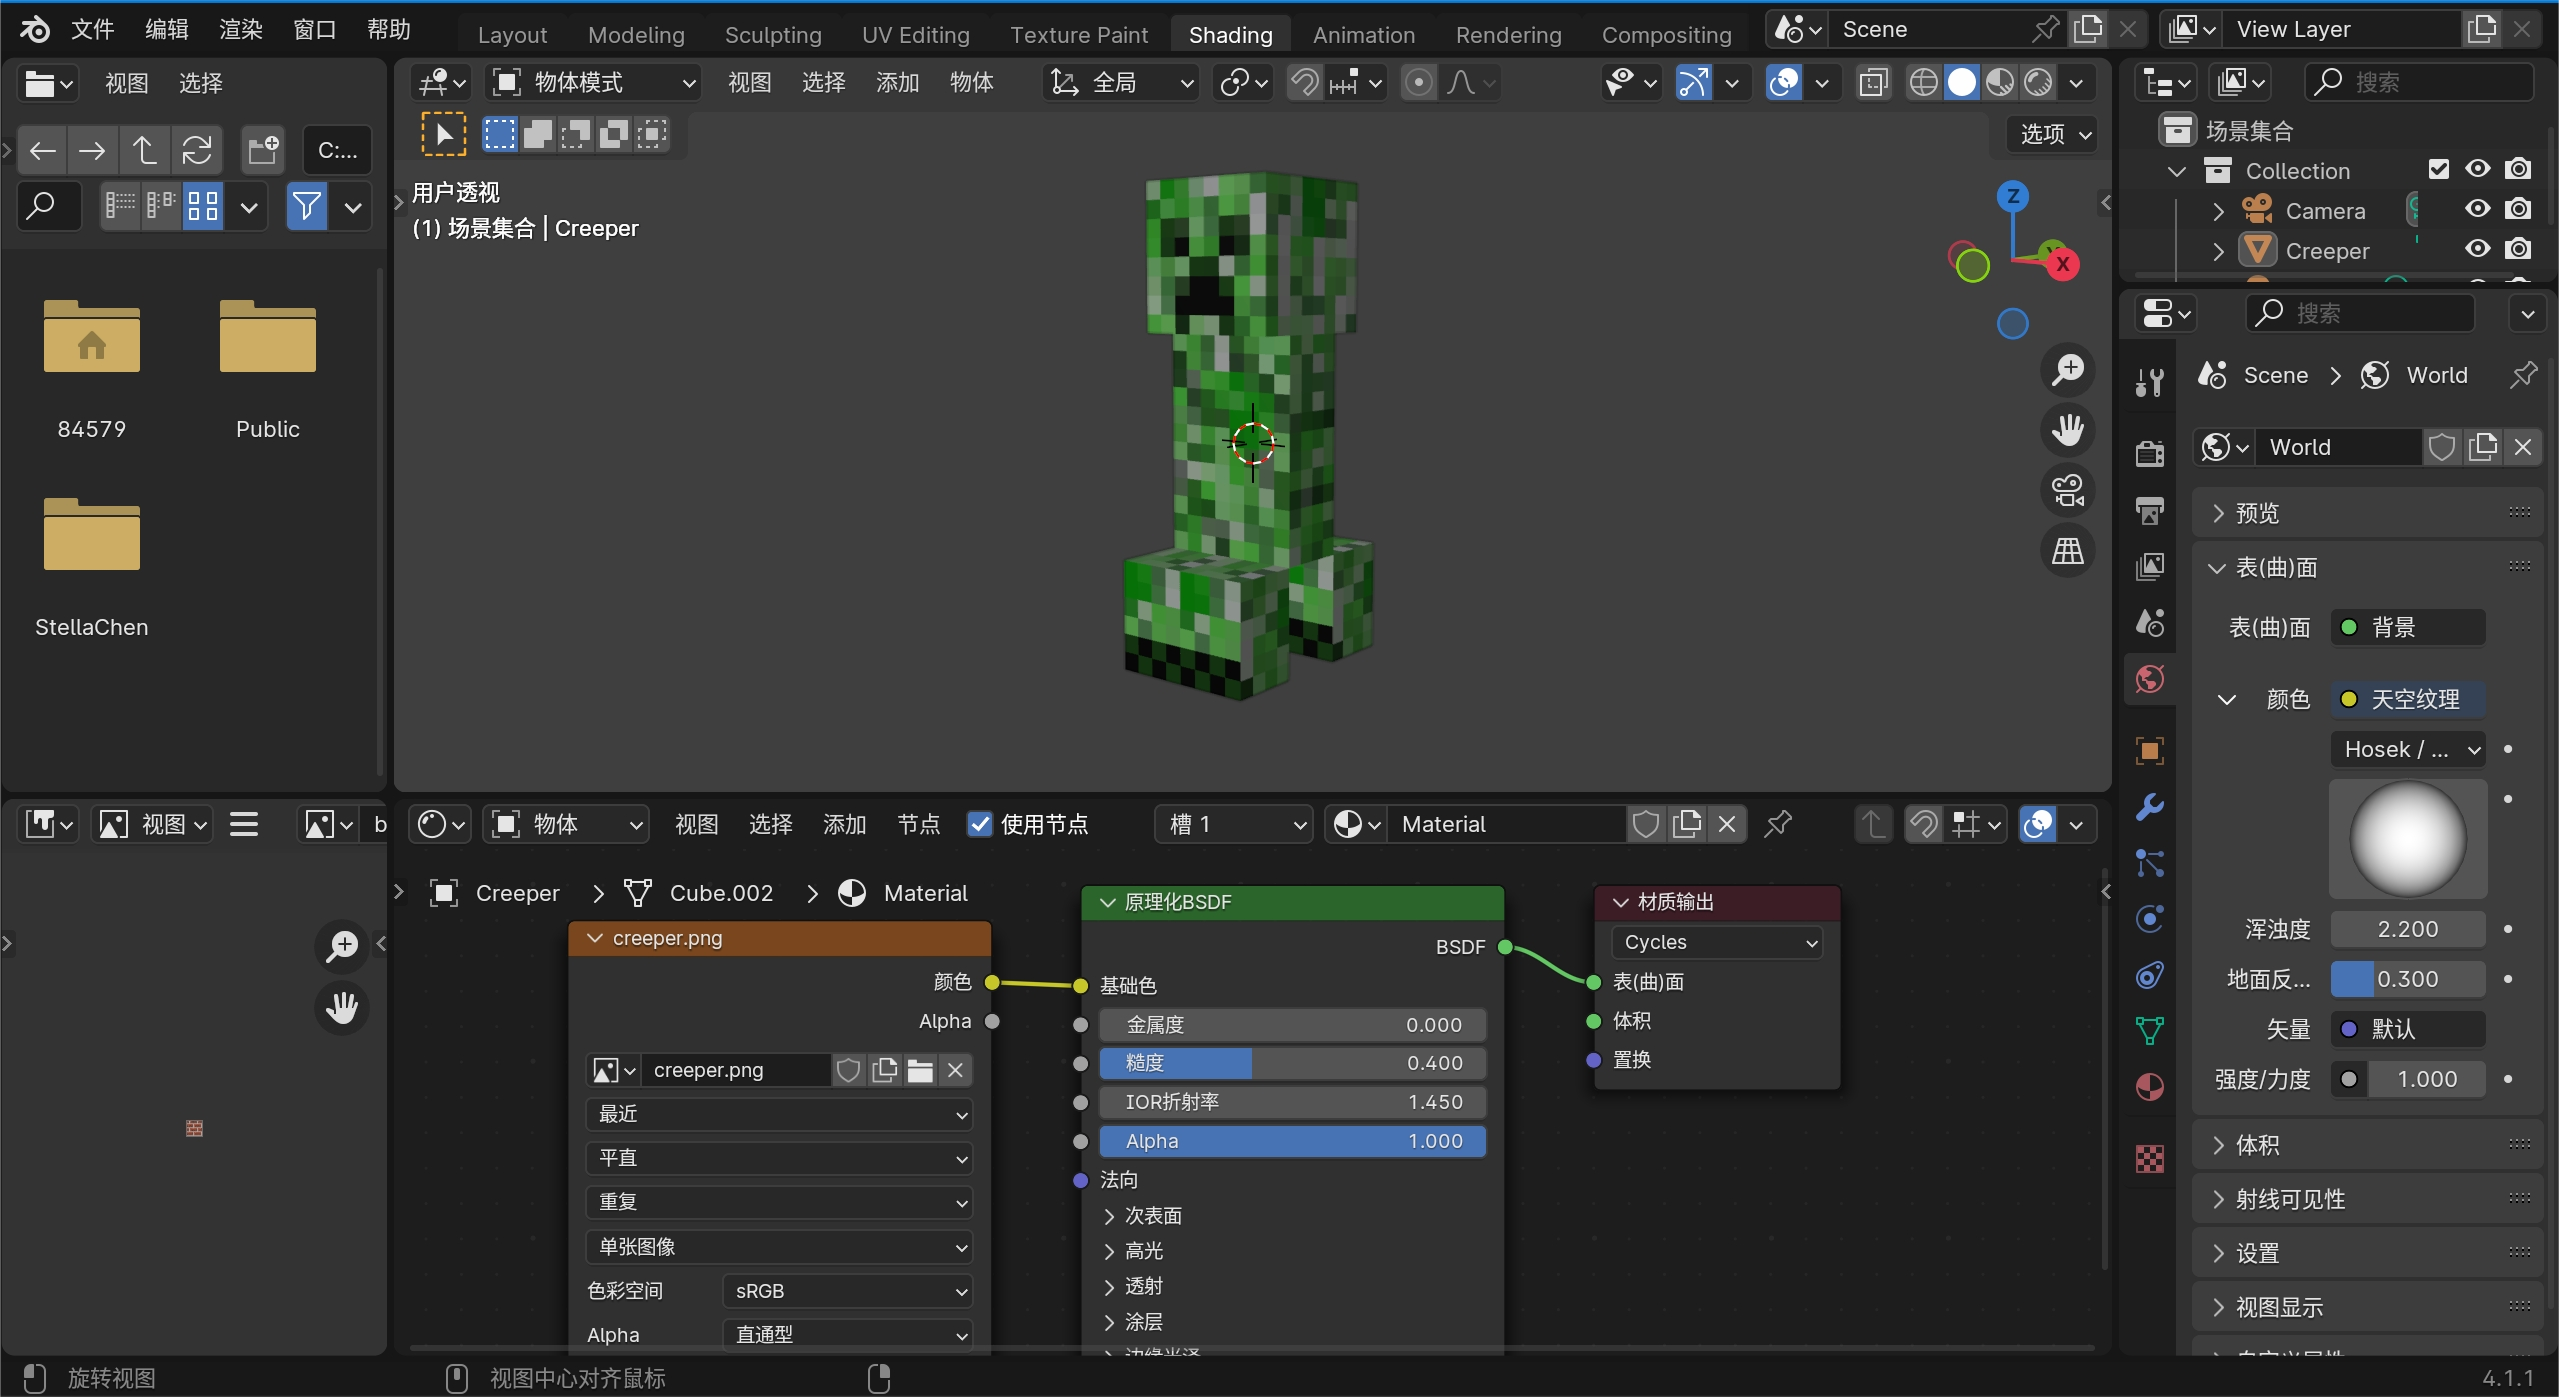 文件 编辑 渲染 窗口 帮助 Layout Modeling Sculpting UV Editing Texture Paint Shading Animation Rendering Compositing Scene View Layer
视图 选择
C:...
84579 Public
StellaChen
物体模式 视图 选择 添加 物体 全局
选项
用户透视
(1) 场景集合 | Creeper
Z
X
搜索
场景集合
Collection
Camera
Creeper
搜索
Scene World
World
预览
表(曲)面
表(曲)面 背景
颜色 天空纹理
Hosek / ...
浑浊度 2.200
地面反... 0.300
矢量 默认
强度/力度 1.000
体积
射线可见性
设置
视图显示
视图 b
物体 视图 选择 添加 节点 使用节点 槽 1 Material
Creeper Cube.002 Material
creeper.png
颜色
Alpha
creeper.png
最近
平直
重复
单张图像
色彩空间 sRGB
Alpha 直通型
原理化BSDF
BSDF
基础色
金属度 0.000
糙度 0.400
IOR折射率 1.450
Alpha 1.000
法向
次表面
高光
透射
涂层
材质输出
Cycles
表(曲)面
体积
置换
旋转视图 视图中心对齐鼠标 4.1.1